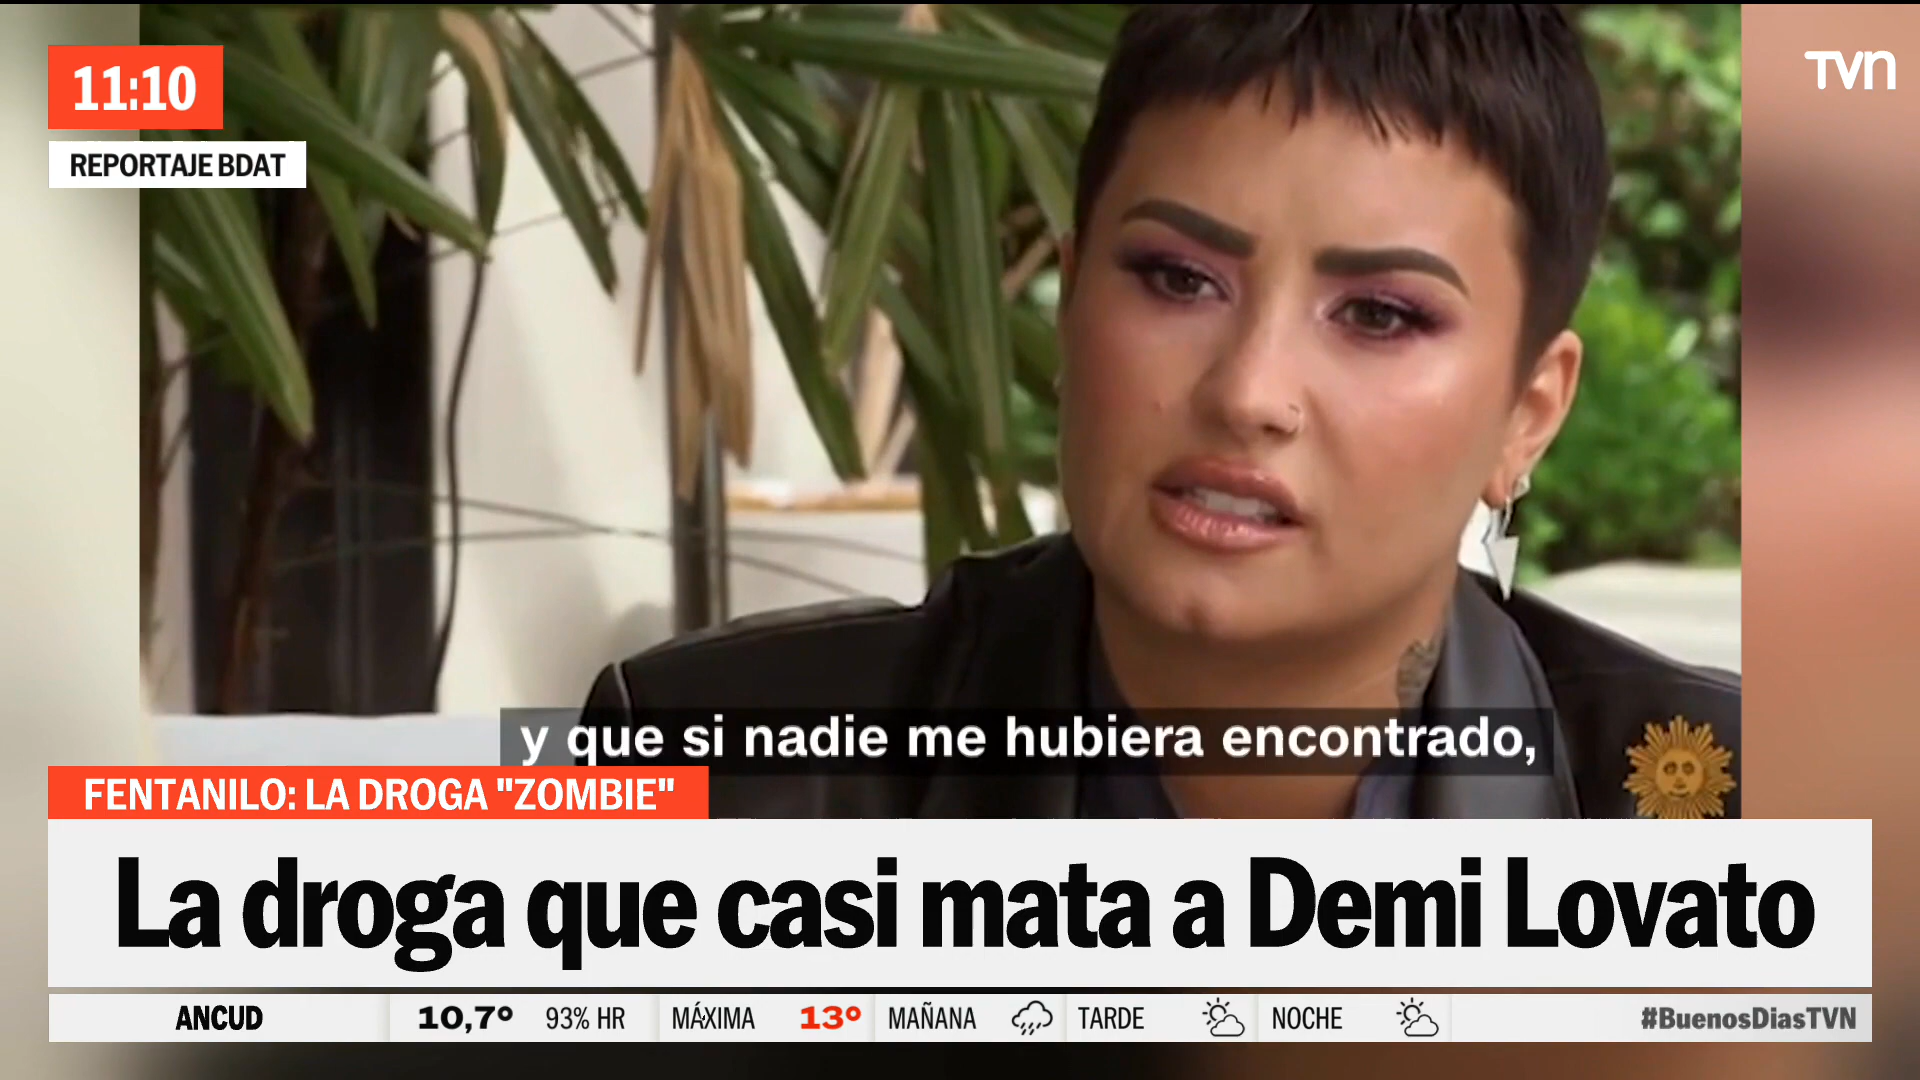 11:10
TVN
REPORTAJE BDAT
y que si nadie me hubiera encontrado,
FENTANILO: LA DROGA "ZOMBIE"
La droga que casi mata a Demi Lovato
ANCUD 10,7° 93% HR MÁXIMA 13° MAÑANA TARDE NOCHE #BuenosDiasTVN